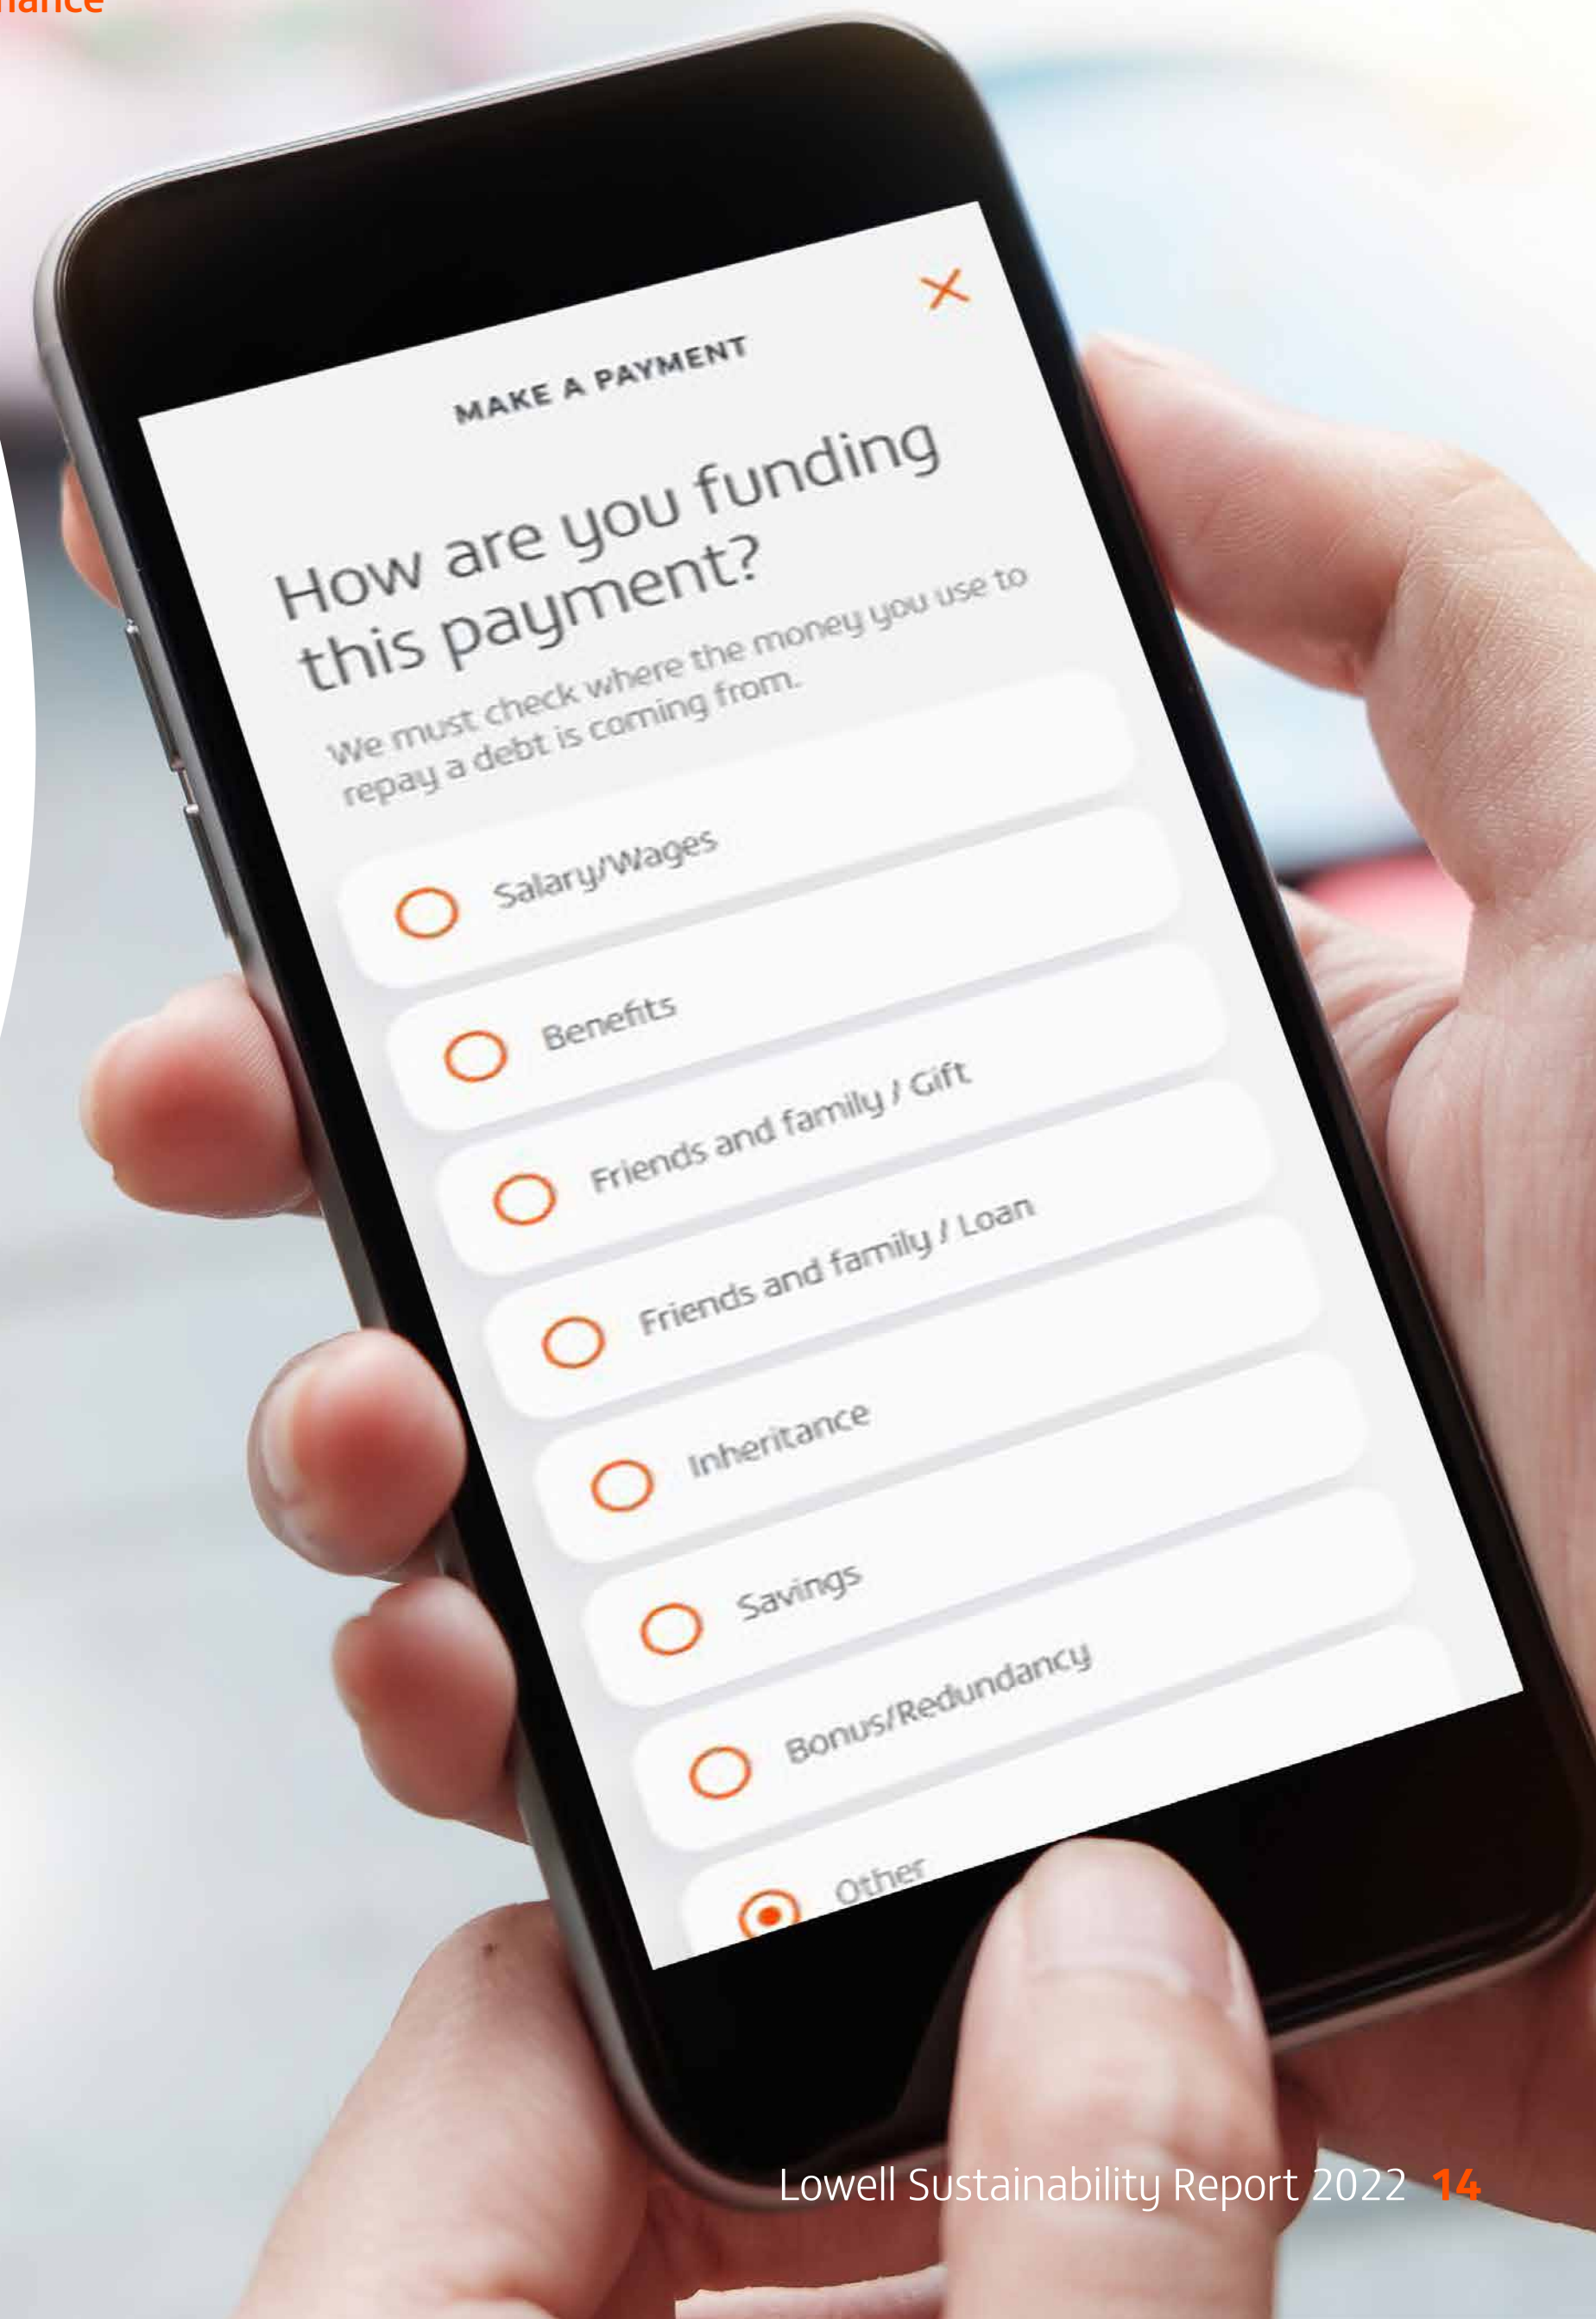 MAKE A PAYMENT
How are you funding
this payment?
We must check where the money you use to
repay a debt is coming from.
Salary/Wages
Benefits
Friends and family / Gift
Friends and family / Loan
Inheritance
Savings
Bonus/Redundancy
Other
Lowell Sustainability Report 2022 14